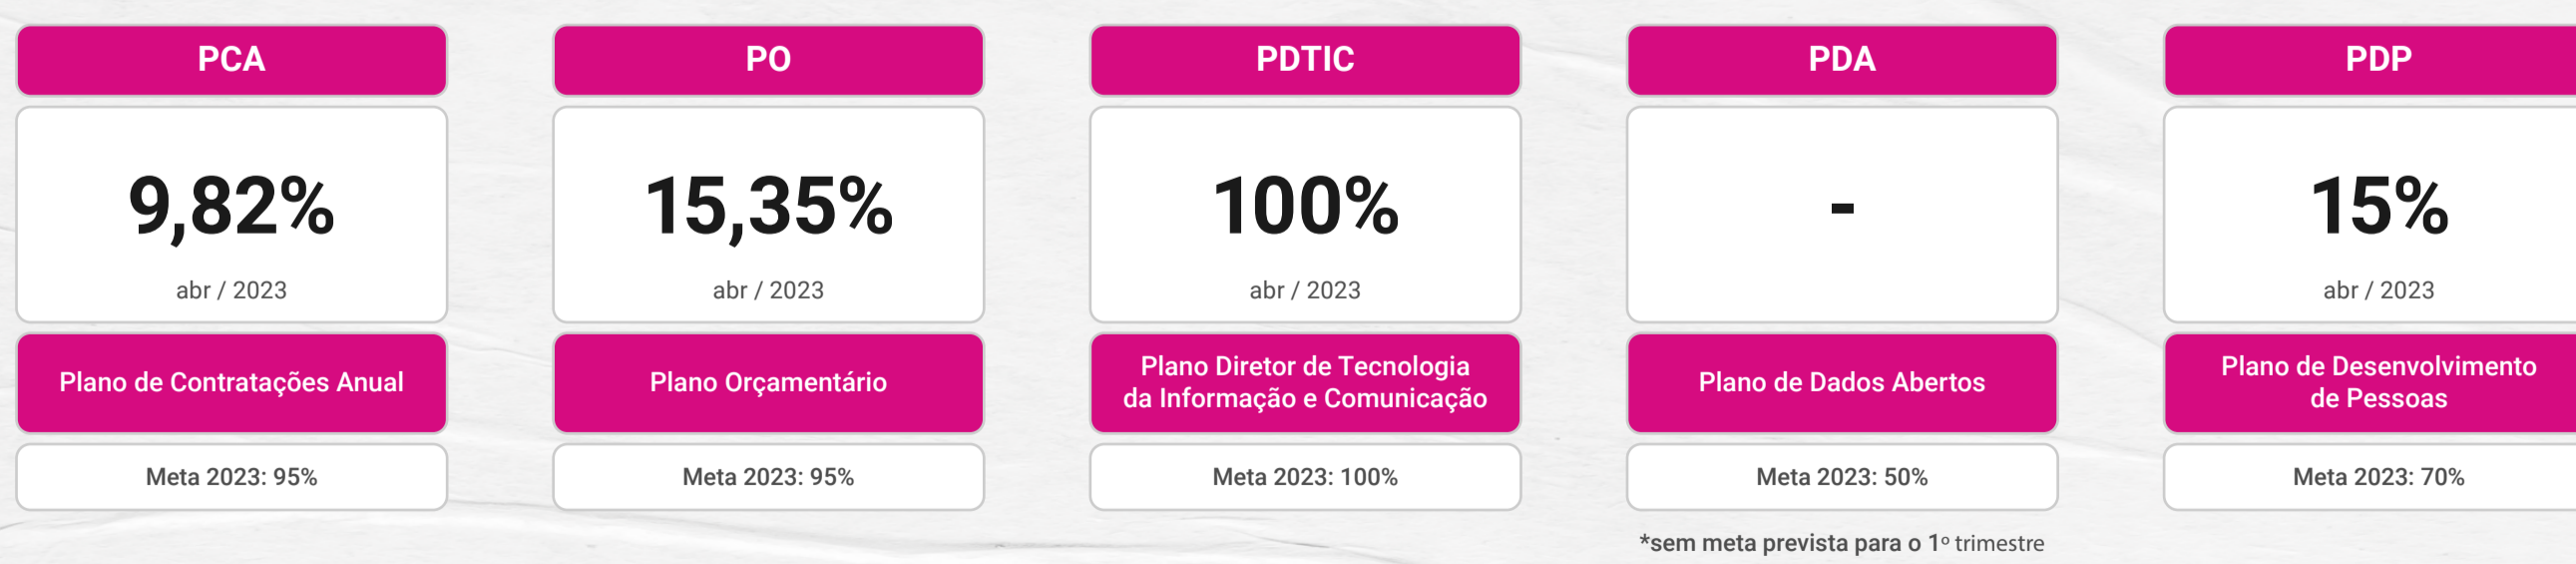 PCA
9,82%
abr / 2023
Plano de Contratações Anual
Meta 2023: 95%
PO
15,35%
abr / 2023
Plano Orçamentário
Meta 2023: 95%
PDTIC
100%
abr / 2023
Plano Diretor de Tecnologia
da Informação e Comunicação
Meta 2023: 100%
PDA
-
Plano de Dados Abertos
Meta 2023: 50%
*sem meta prevista para o 1º trimestre
PDP
15%
abr / 2023
Plano de Desenvolvimento
de Pessoas
Meta 2023: 70%